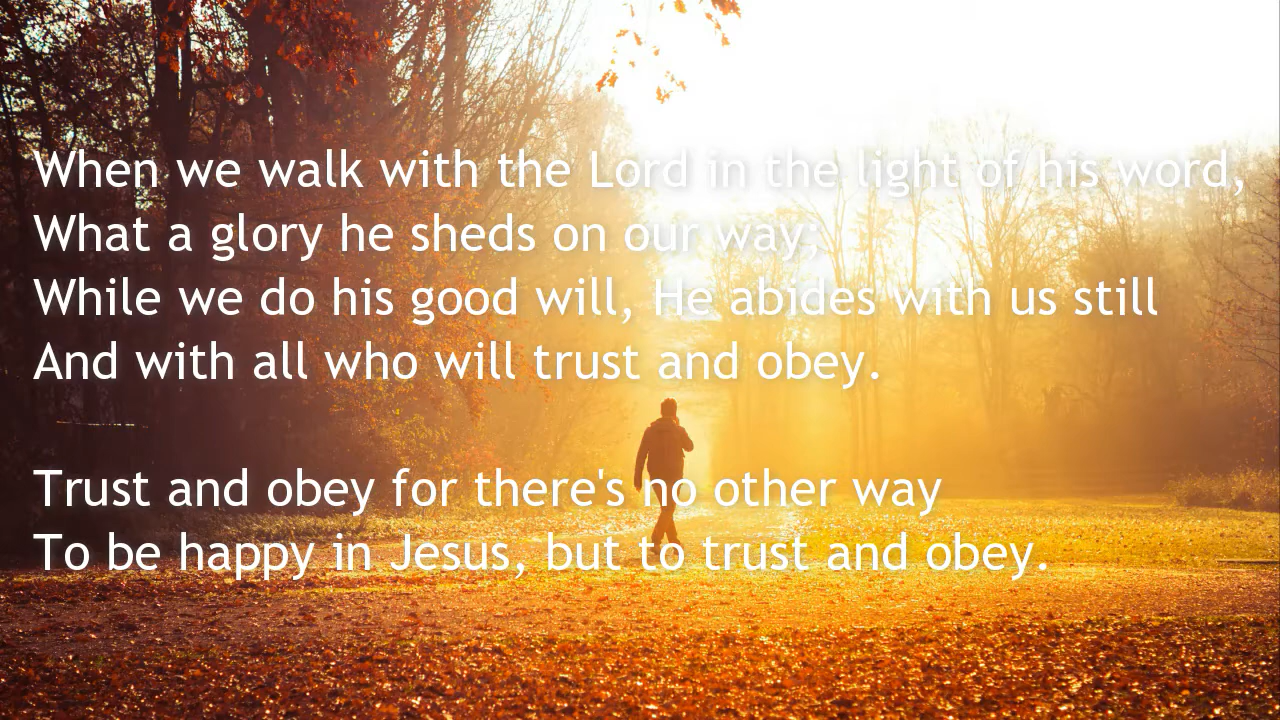 When we walk with the Lord in the light of his word,
What a glory he sheds on our way;
While we do his good will, He abides with us still
And with all who will trust and obey.
Trust and obey for there's no other way
To be happy in Jesus, but to trust and obey.